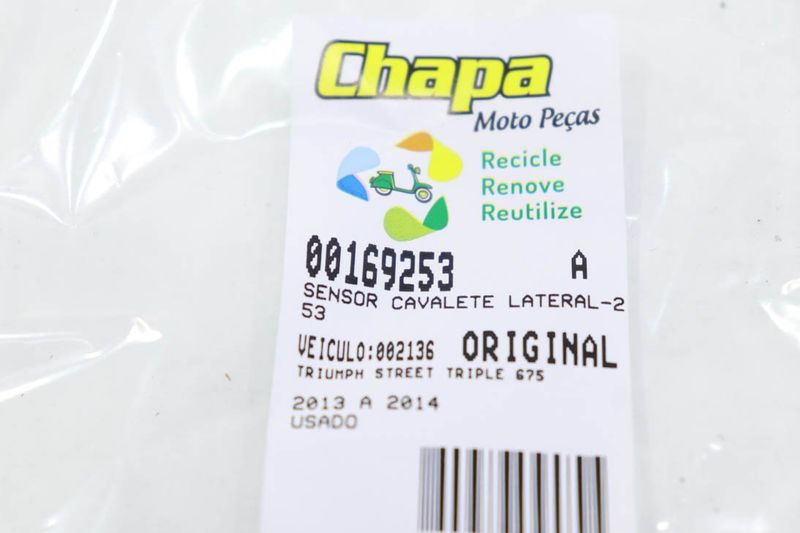 Chapa
Moto Peças
Recicle
Renove
Reutilize
00169253 A
SENSOR CAVALETE LATERAL-2
53
VEICULO:002136 ORIGINAL
TRIUMPH STREET TRIPLE 675
2013 A 2014
USADO